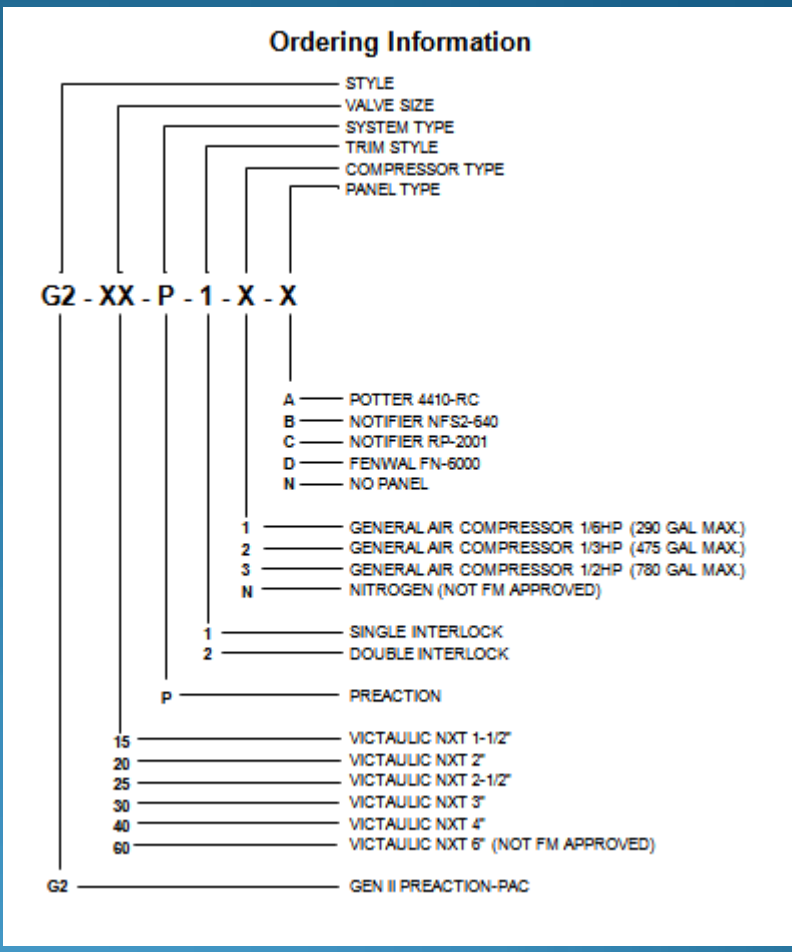 Ordering Information
STYLE
VALVE SIZE
SYSTEM TYPE
TRIM STYLE
COMPRESSOR TYPE
PANEL TYPE
G2 - XX - P - 1 - X - X
A POTTER 4410-RC
B NOTIFIER NFS2-640
C NOTIFIER RP-2001
D FENWAL FN-6000
N NO PANEL
1 GENERAL AIR COMPRESSOR 1/6HP (290 GAL MAX.)
2 GENERAL AIR COMPRESSOR 1/3HP (475 GAL MAX.)
3 GENERAL AIR COMPRESSOR 1/2HP (780 GAL MAX.)
N NITROGEN (NOT FM APPROVED)
1 SINGLE INTERLOCK
2 DOUBLE INTERLOCK
P PREACTION
15 VICTAULIC NXT 1-1/2"
20 VICTAULIC NXT 2"
25 VICTAULIC NXT 2-1/2"
30 VICTAULIC NXT 3"
40 VICTAULIC NXT 4"
60 VICTAULIC NXT 6" (NOT FM APPROVED)
G2 GEN II PREACTION-PAC